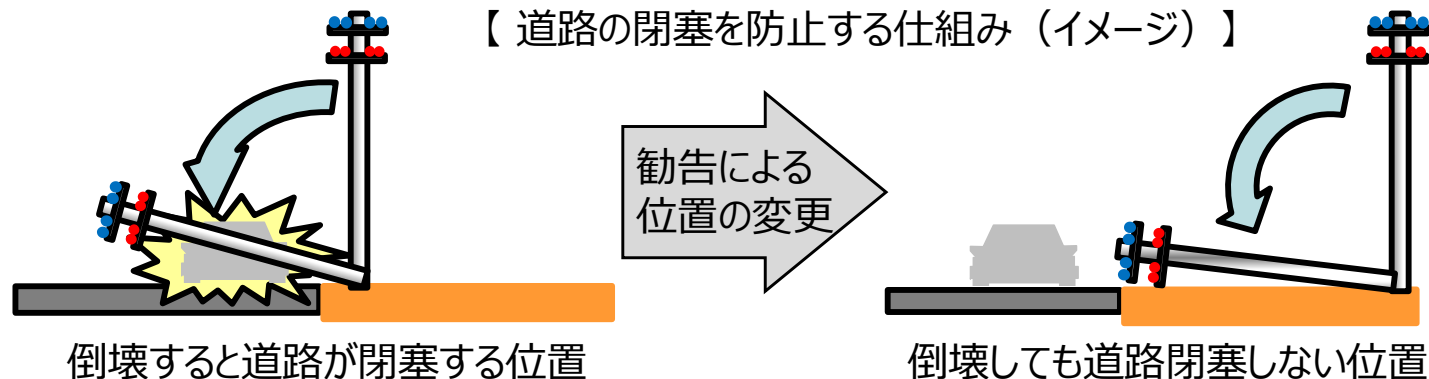 【 道路の閉塞を防止する仕組み（イメージ） 】
勧告による
位置の変更
倒壊すると道路が閉塞する位置
倒壊しても道路閉塞しない位置